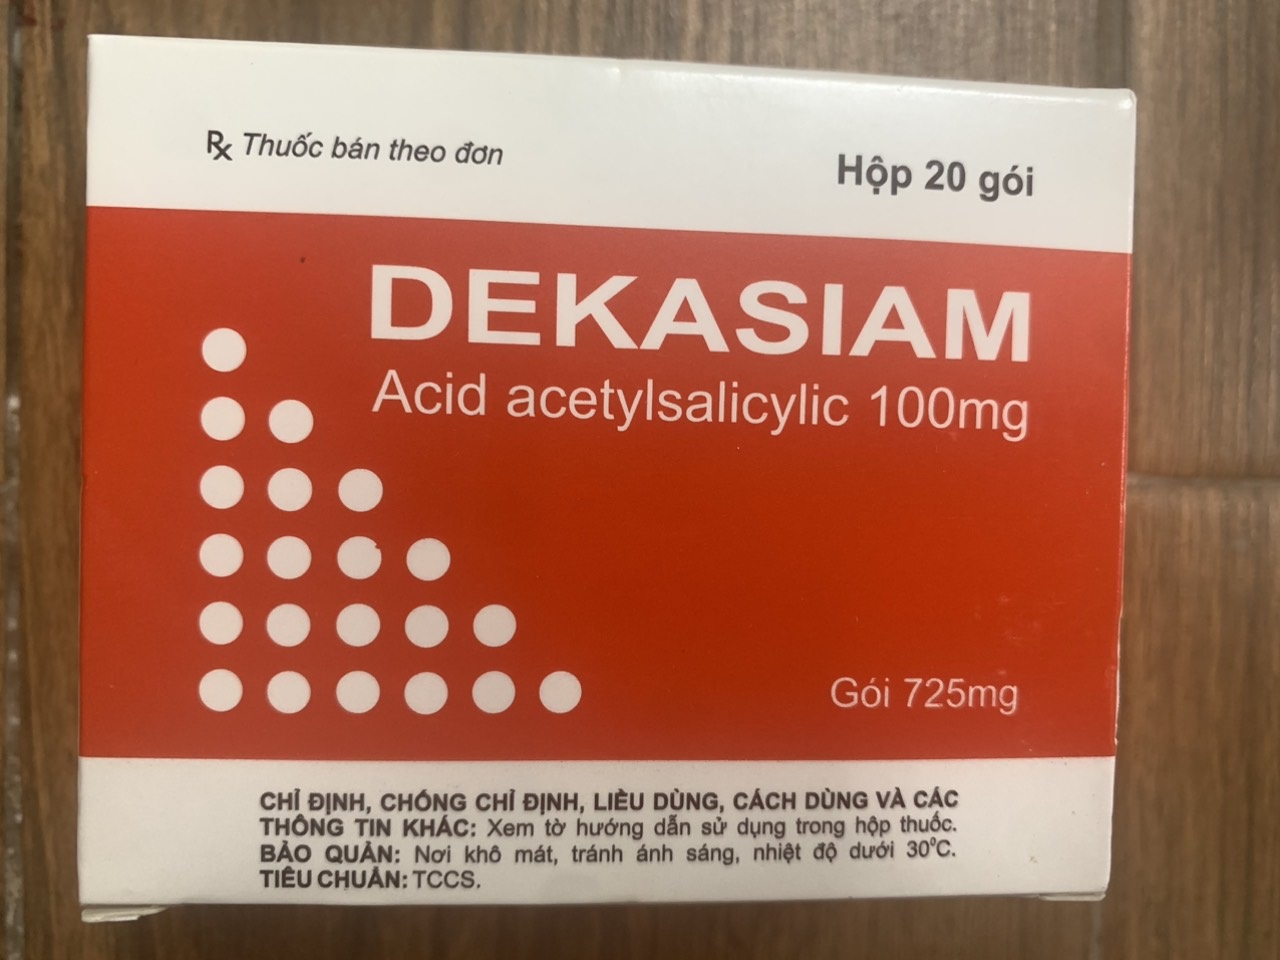 Rx Thuốc bán theo đơn
Hộp 20 gói
DEKASIAM
Acid acetylsalicylic 100mg
Gói 725mg
CHỈ ĐỊNH, CHỐNG CHỈ ĐỊNH, LIỀU DÙNG, CÁCH DÙNG VÀ CÁC
THÔNG TIN KHÁC: Xem tờ hướng dẫn sử dụng trong hộp thuốc.
BẢO QUẢN: Nơi khô mát, tránh ánh sáng, nhiệt độ dưới 30⁰C.
TIÊU CHUẨN: TCCS.